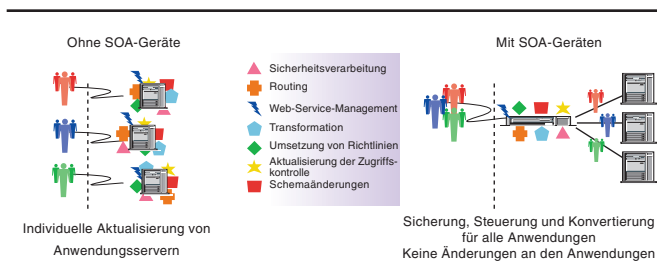 Ohne SOA-Geräte
Individuelle Aktualisierung von
Anwendungsservern
Sicherheitsverarbeitung
Routing
Web-Service-Management
Transformation
Umsetzung von Richtlinien
Aktualisierung der Zugriffs-
kontrolle
Schemaänderungen
Mit SOA-Geräten
Sicherung, Steuerung und Konvertierung
für alle Anwendungen
Keine Änderungen an den Anwendungen